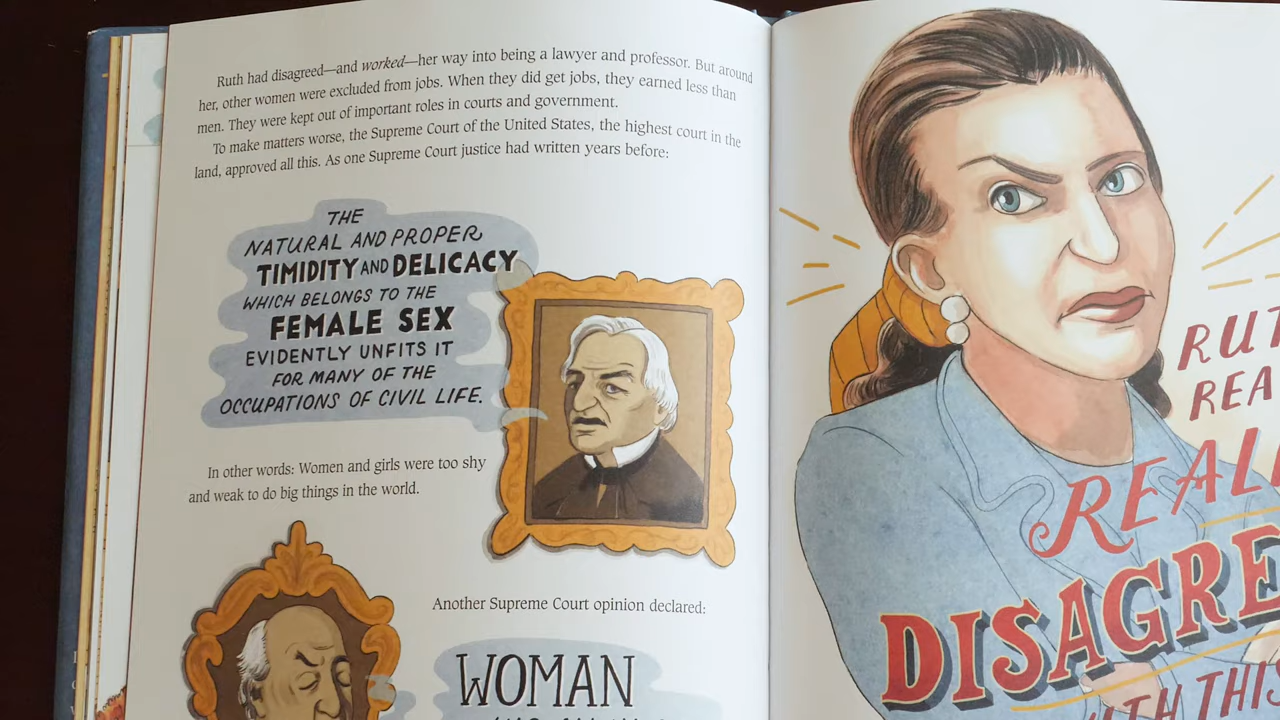 Ruth had disagreed—and worked—her way into being a lawyer and professor. But around
her, other women were excluded from jobs. When they did get jobs, they earned less than
men. They were kept out of important roles in courts and government.
To make matters worse, the Supreme Court of the United States, the highest court in the
land, approved all this. As one Supreme Court justice had written years before:
THE
NATURAL AND PROPER
TIMIDITY AND DELICACY
WHICH BELONGS TO THE
FEMALE SEX
EVIDENTLY UNFITS IT
FOR MANY OF THE
OCCUPATIONS OF CIVIL LIFE.
In other words: Women and girls were too shy
and weak to do big things in the world.
Another Supreme Court opinion declared:
WOMAN
RUT
REA
REALL
DISAGRE
WITH THIS